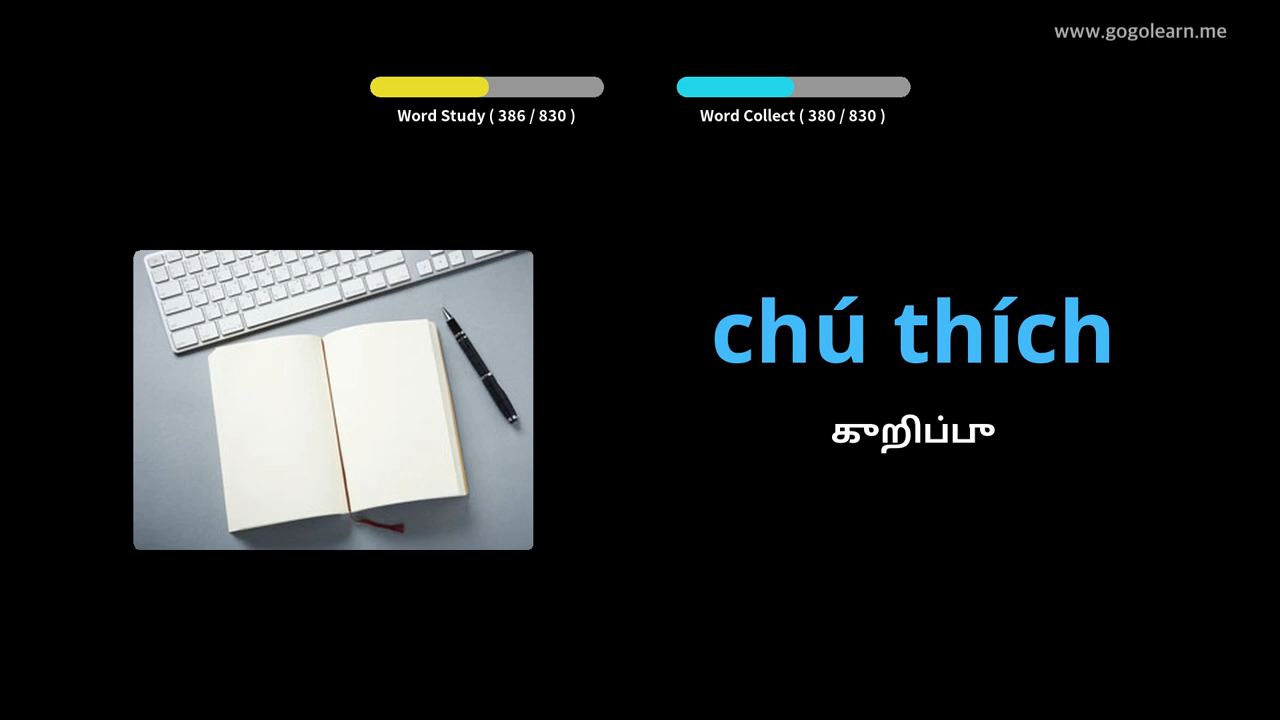 www.gogolearn.me
Word Study ( 386 / 830 )
Word Collect ( 380 / 830 )
chú thích
குறிப்பு